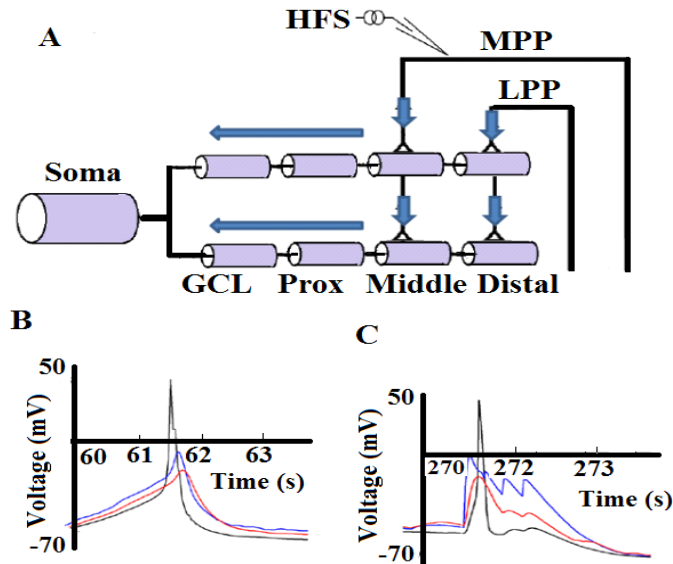 A
HFS
MPP
LPP
Soma
GCL Prox Middle Distal
B
50
Voltage (mV)
-70
60 61 62 63
Time (s)
C
50
Voltage (mV)
-70
270 272 273
Time (s)